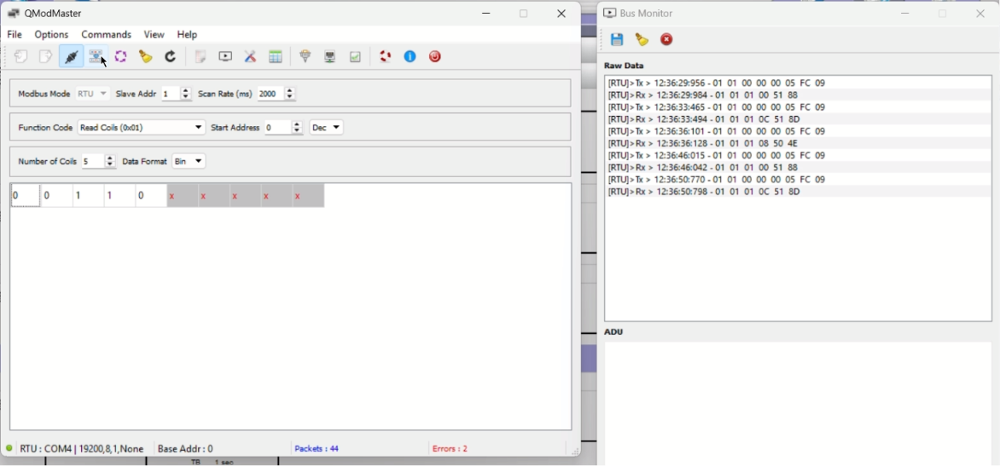 QModMaster
File Options Commands View Help
Modbus Mode RTU Slave Addr 1 Scan Rate (ms) 2000
Function Code Read Coils (0x01) Start Address 0 Dec
Number of Coils 5 Data Format Bin
0 0 1 1 0 x x x x x
RTU : COM4 | 19200,8,1,None Base Addr : 0 Packets : 44 Errors : 2
TB 1 sec
Bus Monitor
Raw Data
[RTU]>Tx > 12:36:29:956 - 01 01 00 00 00 05 FC 09
[RTU]>Rx > 12:36:29:984 - 01 01 01 00 51 88
[RTU]>Tx > 12:36:33:465 - 01 01 00 00 00 05 FC 09
[RTU]>Rx > 12:36:33:494 - 01 01 01 0C 51 8D
[RTU]>Tx > 12:36:36:101 - 01 01 00 00 00 05 FC 09
[RTU]>Rx > 12:36:36:128 - 01 01 01 08 50 4E
[RTU]>Tx > 12:36:46:015 - 01 01 00 00 00 05 FC 09
[RTU]>Rx > 12:36:46:042 - 01 01 01 00 51 88
[RTU]>Tx > 12:36:50:770 - 01 01 00 00 00 05 FC 09
[RTU]>Rx > 12:36:50:798 - 01 01 01 0C 51 8D
ADU